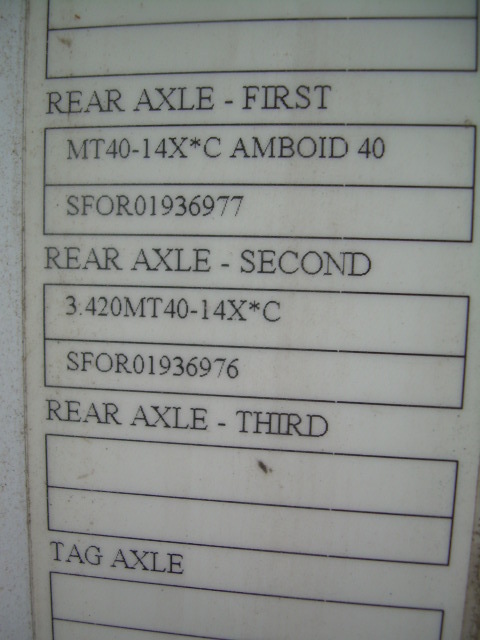 REAR AXLE - FIRST
MT40-14X*C AMBOID 40
SFOR01936977
REAR AXLE - SECOND
3.420MT40-14X*C
SFOR01936976
REAR AXLE - THIRD
TAG AXLE